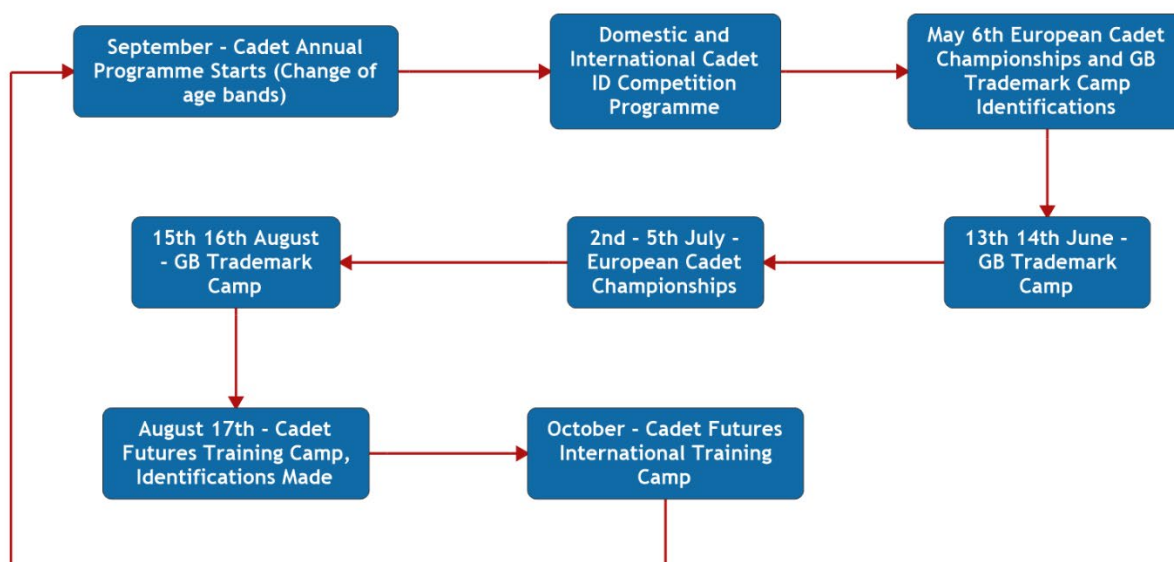 September - Cadet Annual
Programme Starts (Change of
age bands)
Domestic and
International Cadet
ID Competition
Programme
May 6th European Cadet
Championships and GB
Trademark Camp
Identifications
13th 14th June -
GB Trademark
Camp
2nd - 5th July -
European Cadet
Championships
15th 16th August
- GB Trademark
Camp
August 17th - Cadet
Futures Training Camp,
Identifications Made
October - Cadet Futures
International Training
Camp